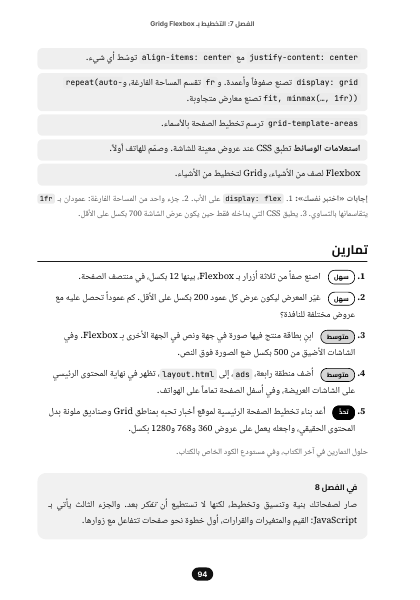 الفصل 7: التخطيط بـ Flexbox وGrid
justify-content: center مع align-items: center توسّط أي شيء.
display: grid تصنع صفوفاً وأعمدة. و fr تقسم المساحة الفارغة، و repeat(auto-
fit, minmax(…, 1fr)) تصنع معارض متجاوبة.
grid-template-areas ترسم تخطيط الصفحة بالأسماء.
استعلامات الوسائط تطبق CSS عند عروض معينة للشاشة. وصمّم للهاتف أولاً.
Flexbox لصف من الأشياء، وGrid لتخطيط من الأشياء.
إجابات «اختبر نفسك»: 1. display: flex على الأب. 2. جزء واحد من المساحة الفارغة: عمودان بـ 1fr
يتقاسمانها بالتساوي. 3. يطبق CSS التي بداخله فقط حين يكون عرض الشاشة 700 بكسل على الأقل.
تمارين
1. سهل اصنع صفاً من ثلاثة أزرار بـ Flexbox، بينها 12 بكسل، في منتصف الصفحة.
2. سهل غيّر المعرض ليكون عرض كل عمود 200 بكسل على الأقل. كم عموداً تحصل عليه مع
عروض مختلفة للنافذة؟
3. متوسط ابنِ بطاقة منتج فيها صورة في جهة ونص في الجهة الأخرى بـ Flexbox. وفي
الشاشات الأضيق من 500 بكسل ضع الصورة فوق النص.
4. متوسط أضف منطقة رابعة، ads، إلى layout.html، تظهر في نهاية المحتوى الرئيسي
على الشاشات العريضة، وفي أسفل الصفحة تماماً على الهواتف.
5. تحدٍّ أعد بناء تخطيط الصفحة الرئيسية لموقع أخبار تحبه بمناطق Grid وصناديق ملونة بدل
المحتوى الحقيقي، واجعله يعمل على عروض 360 و768 و1280 بكسل.
حلول التمارين في آخر الكتاب، وفي مستودع الكود الخاص بالكتاب.
في الفصل 8
صار لصفحاتك بنية وتنسيق وتخطيط، لكنها لا تستطيع أن تفكر بعد. والجزء الثالث يأتي بـ
JavaScript: القيم والمتغيرات والقرارات، أول خطوة نحو صفحات تتفاعل مع زوارها.
94